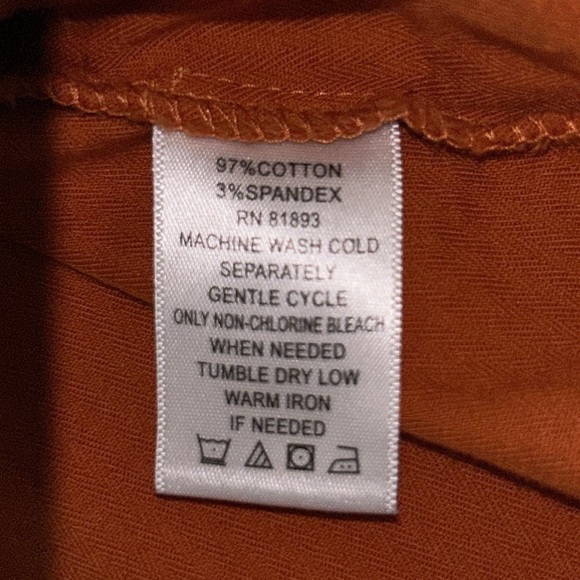 97%COTTON
3%SPANDEX
RN 81893
MACHINE WASH COLD
SEPARATELY
GENTLE CYCLE
ONLY NON-CHLORINE BLEACH
WHEN NEEDED
TUMBLE DRY LOW
WARM IRON
IF NEEDED